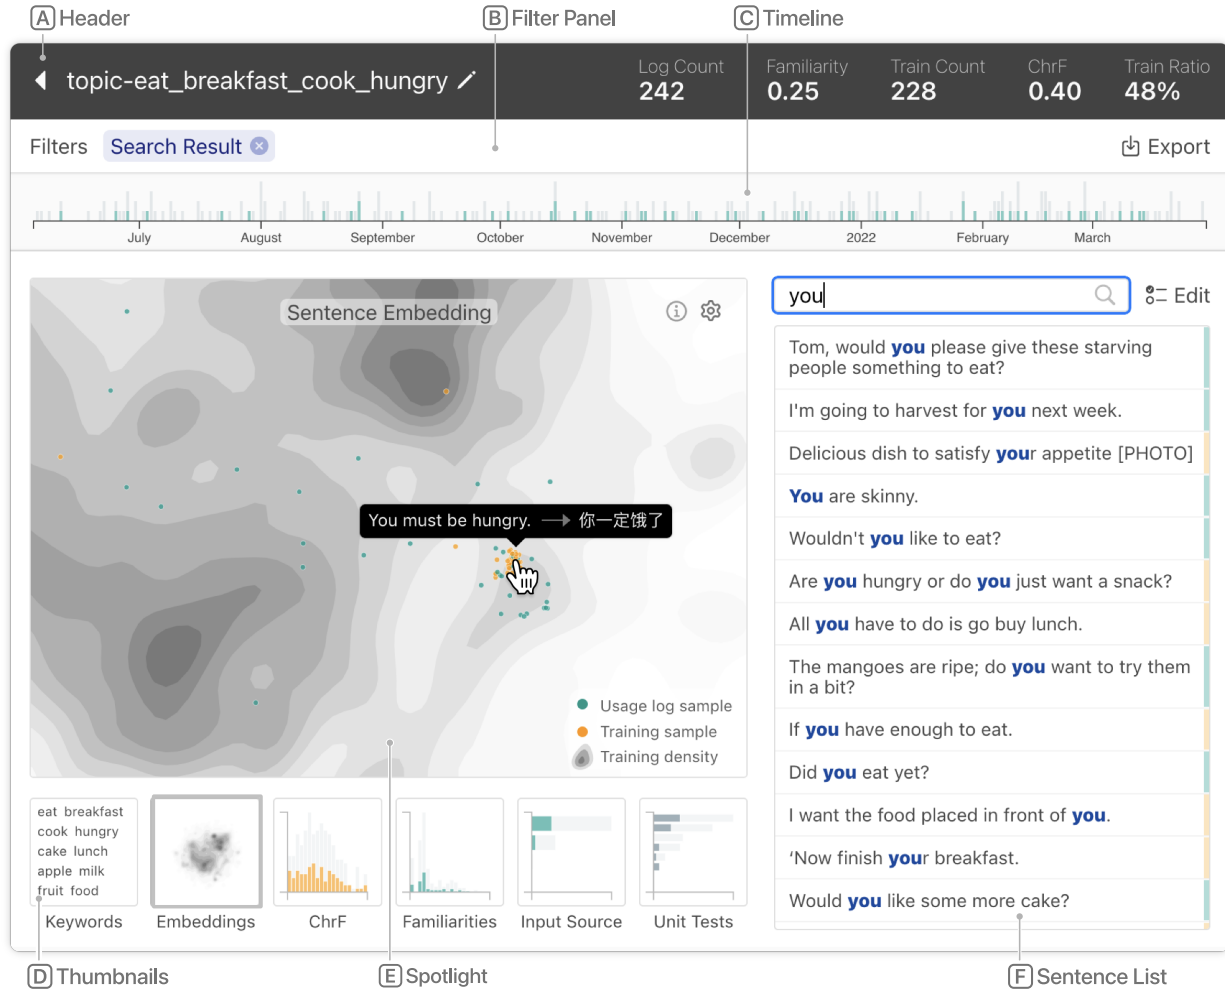 A Header
B Filter Panel
C Timeline
topic-eat_breakfast_cook_hungry
Log Count
242
Familiarity
0.25
Train Count
228
ChrF
0.40
Train Ratio
48%
Filters
Search Result
Export
July
August
September
October
November
December
2022
February
March
Sentence Embedding
You must be hungry. → 你一定饿了
Usage log sample
Training sample
Training density
you
Edit
Tom, would you please give these starving
people something to eat?
I'm going to harvest for you next week.
Delicious dish to satisfy your appetite [PHOTO]
You are skinny.
Wouldn't you like to eat?
Are you hungry or do you just want a snack?
All you have to do is go buy lunch.
The mangoes are ripe; do you want to try them
in a bit?
If you have enough to eat.
Did you eat yet?
I want the food placed in front of you.
‘Now finish your breakfast.
Would you like some more cake?
eat breakfast
cook hungry
cake lunch
apple milk
fruit food
Keywords
Embeddings
ChrF
Familiarities
Input Source
Unit Tests
D Thumbnails
E Spotlight
F Sentence List